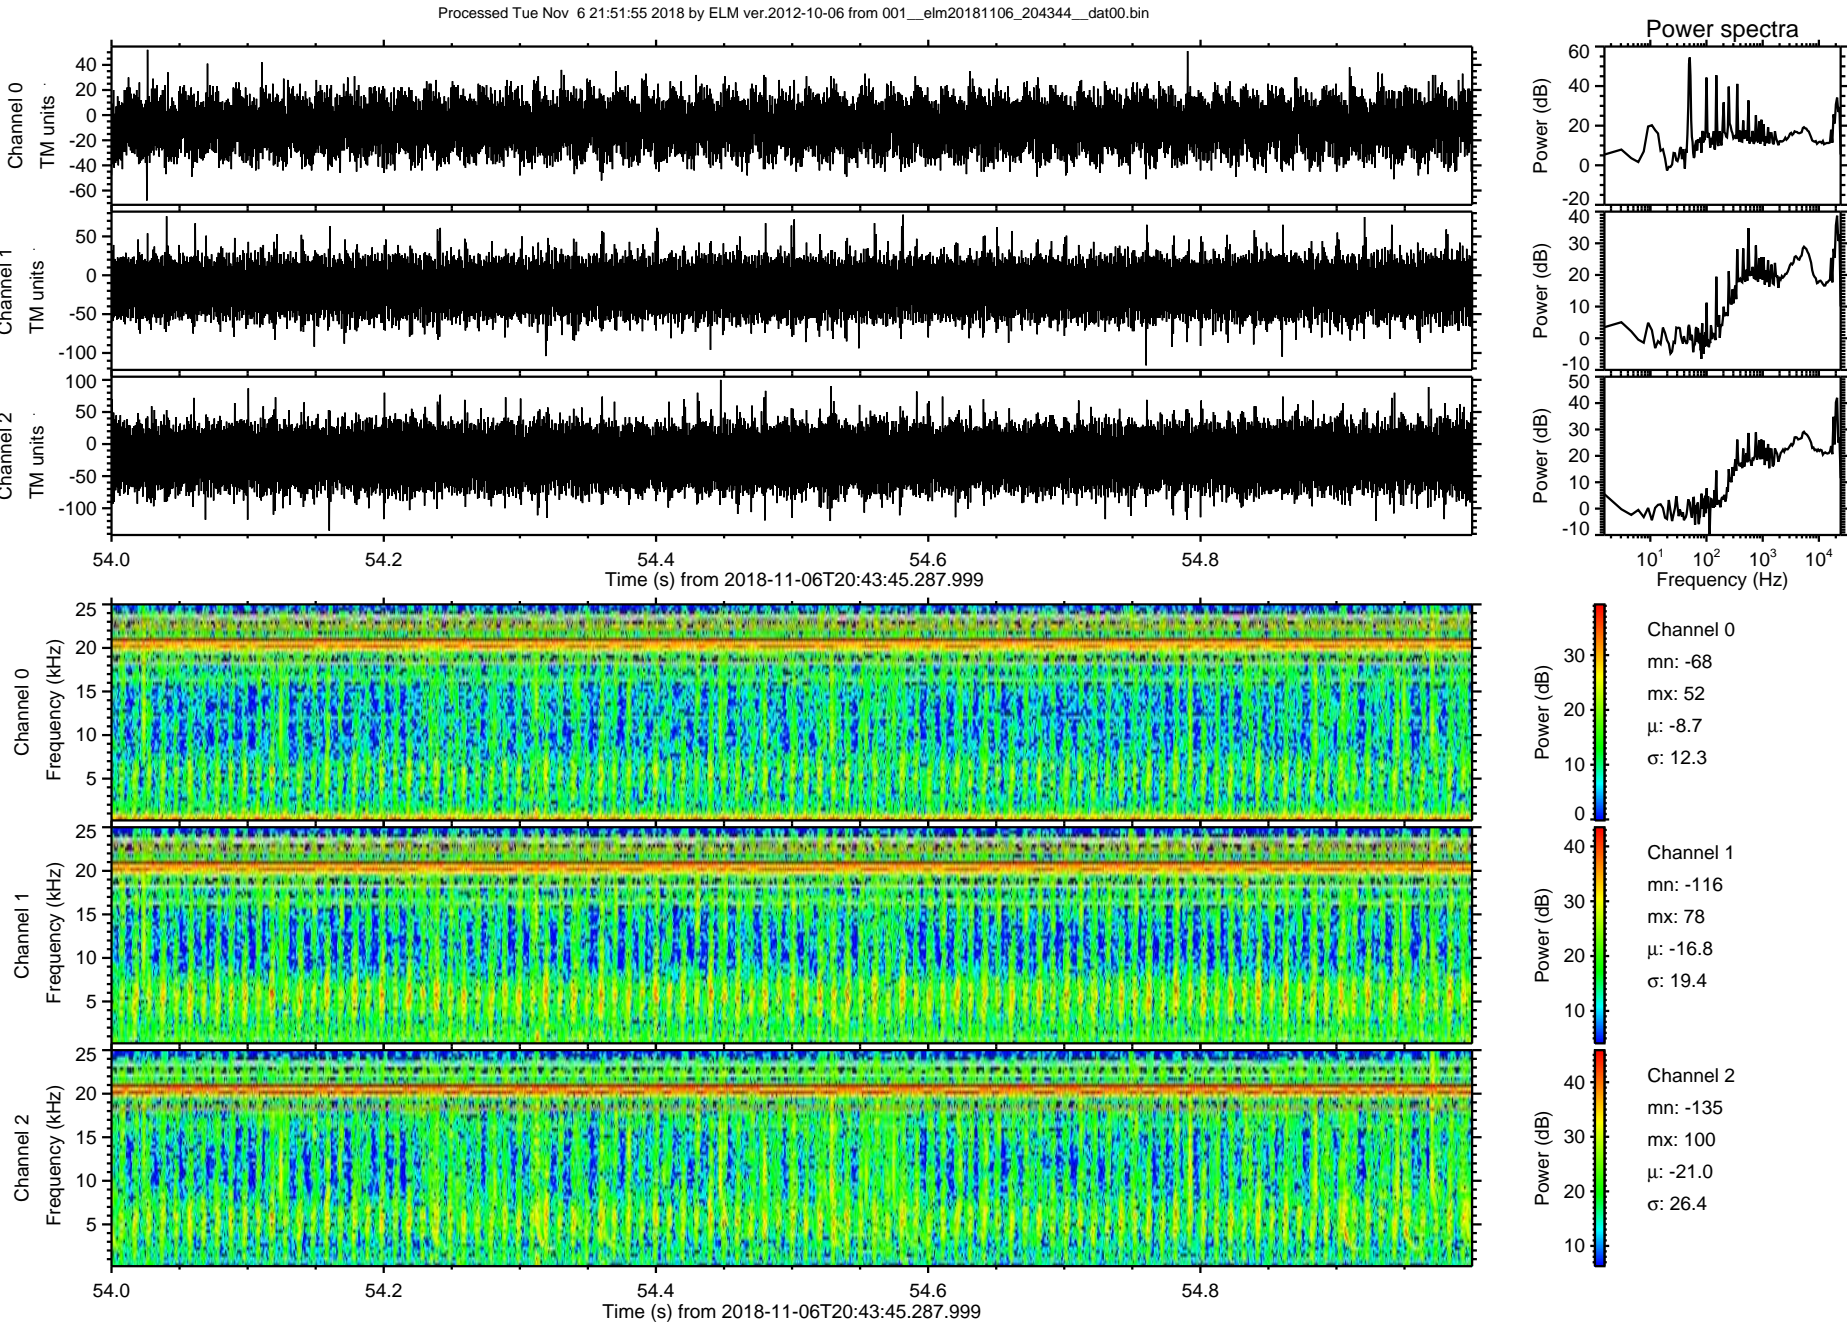 Processed Tue Nov 6 21:51:55 2018 by ELM ver.2012-10-06 from 001__elm20181106_204344__dat00.bin
Power spectra
Channel 0
TM units
40
20
0
-20
-40
-60
Power (dB)
60
40
20
0
-20
Channel 1
TM units
50
0
-50
-100
Power (dB)
40
30
20
10
0
-10
Channel 2
TM units
100
50
0
-50
-100
Power (dB)
50
40
30
20
10
0
-10
54.0 54.2 54.4 54.6 54.8
Time (s) from 2018-11-06T20:43:45.287.999
10¹ 10² 10³ 10⁴
Frequency (Hz)
Channel 0
Frequency (kHz)
25
20
15
10
5
Power (dB)
30
20
10
0
Channel 0
mn: -68
mx: 52
μ: -8.7
σ: 12.3
Channel 1
Frequency (kHz)
25
20
15
10
5
Power (dB)
40
30
20
10
Channel 1
mn: -116
mx: 78
μ: -16.8
σ: 19.4
Channel 2
Frequency (kHz)
25
20
15
10
5
Power (dB)
40
30
20
10
Channel 2
mn: -135
mx: 100
μ: -21.0
σ: 26.4
54.0 54.2 54.4 54.6 54.8
Time (s) from 2018-11-06T20:43:45.287.999